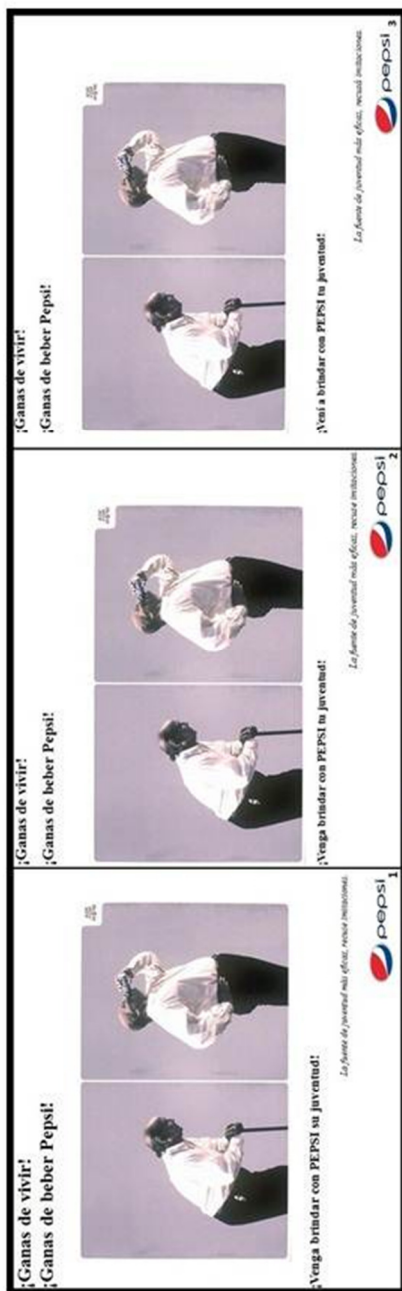 ¡Ganas de vivir!
¡Ganas de beber Pepsi!
¡Venga brindar con PEPSI su juventud!
La fuente de juventud más eficaz, recuse imitaciones.
pepsi
1
¡Ganas de vivir!
¡Ganas de beber Pepsi!
¡Venga brindar con PEPSI tu juventud!
La fuente de juventud más eficaz, recuse imitaciones.
pepsi
2
¡Ganas de vivir!
¡Ganas de beber Pepsi!
¡Vení a brindar con PEPSI tu juventud!
La fuente de juventud más eficaz, recusá imitaciones.
pepsi
3